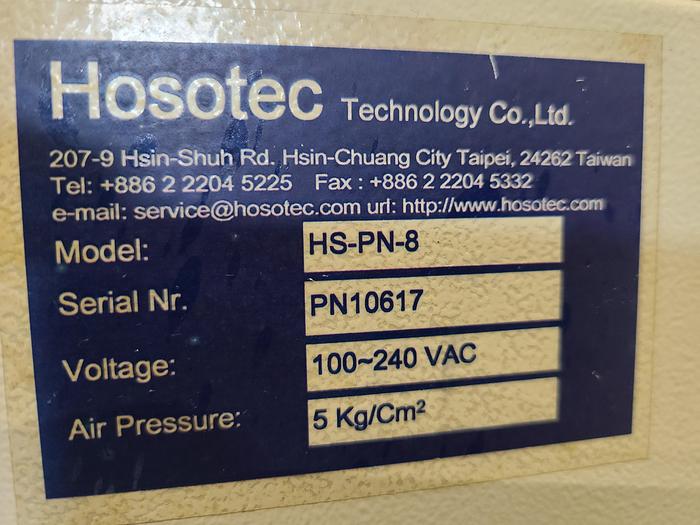 Hosotec Technology Co.,Ltd.
207-9 Hsin-Shuh Rd. Hsin-Chuang City Taipei, 24262 Taiwan
Tel: +886 2 2204 5225 Fax : +886 2 2204 5332
e-mail: service@hosotec.com url: http://www.hosotec.com
Model: HS-PN-8
Serial Nr. PN10617
Voltage: 100~240 VAC
Air Pressure: 5 Kg/Cm²